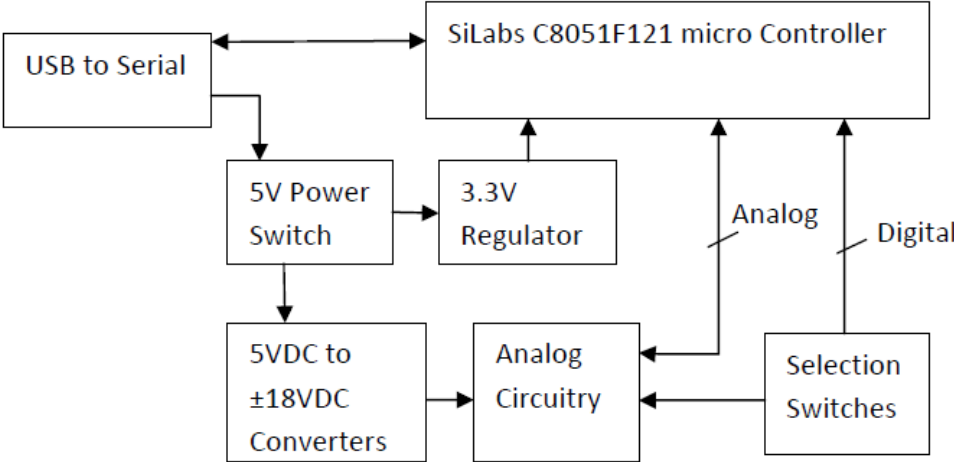 SiLabs C8051F121 micro Controller
USB to Serial
5V Power
Switch
3.3V
Regulator
Analog
Digital
5VDC to
±18VDC
Converters
Analog
Circuitry
Selection
Switches